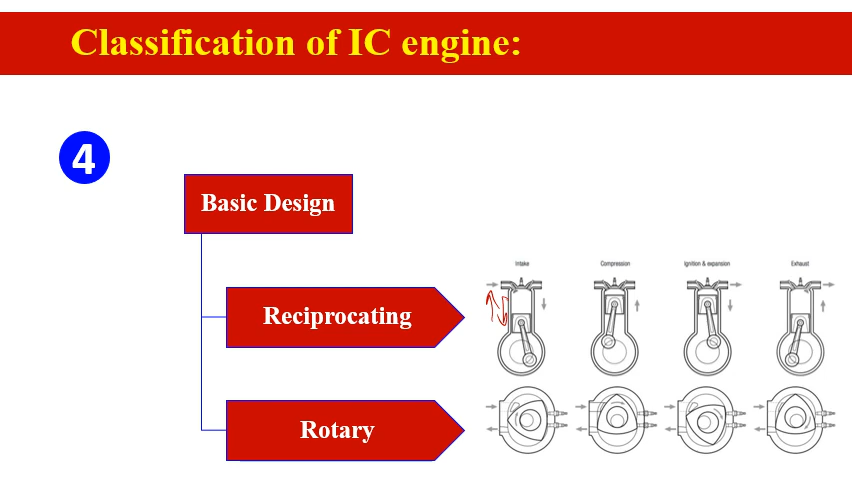 Classification of IC engine:
4
Basic Design
Reciprocating
Rotary
Intake
Compression
Ignition & expansion
Exhaust